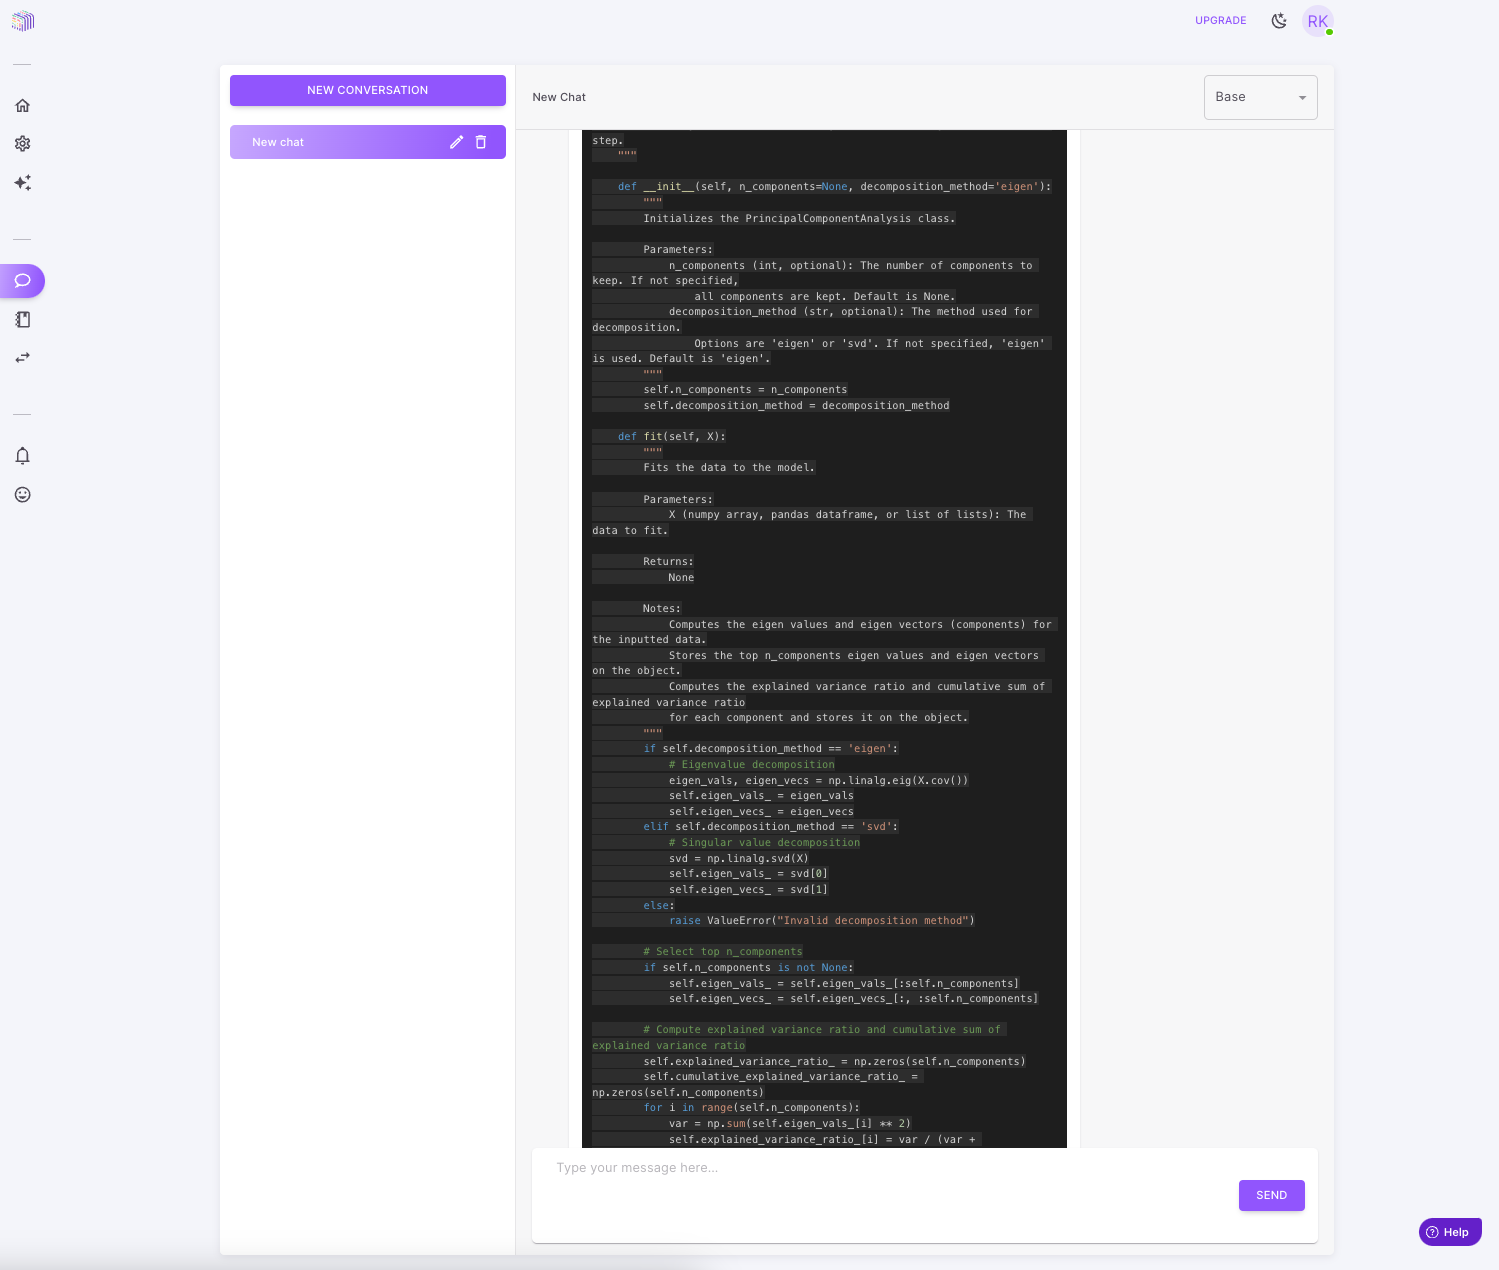 UPGRADE
RK
NEW CONVERSATION
New chat
New Chat
Base
step.
"""
def __init__(self, n_components=None, decomposition_method='eigen'):
"""
Initializes the PrincipalComponentAnalysis class.
Parameters:
n_components (int, optional): The number of components to
keep. If not specified,
all components are kept. Default is None.
decomposition_method (str, optional): The method used for
decomposition.
Options are 'eigen' or 'svd'. If not specified, 'eigen'
is used. Default is 'eigen'.
"""
self.n_components = n_components
self.decomposition_method = decomposition_method
def fit(self, X):
"""
Fits the data to the model.
Parameters:
X (numpy array, pandas dataframe, or list of lists): The
data to fit.
Returns:
None
Notes:
Computes the eigen values and eigen vectors (components) for
the inputted data.
Stores the top n_components eigen values and eigen vectors
on the object.
Computes the explained variance ratio and cumulative sum of
explained variance ratio
for each component and stores it on the object.
"""
if self.decomposition_method == 'eigen':
# Eigenvalue decomposition
eigen_vals, eigen_vecs = np.linalg.eig(X.cov())
self.eigen_vals_ = eigen_vals
self.eigen_vecs_ = eigen_vecs
elif self.decomposition_method == 'svd':
# Singular value decomposition
svd = np.linalg.svd(X)
self.eigen_vals_ = svd[0]
self.eigen_vecs_ = svd[1]
else:
raise ValueError("Invalid decomposition method")
# Select top n_components
if self.n_components is not None:
self.eigen_vals_ = self.eigen_vals_[:self.n_components]
self.eigen_vecs_ = self.eigen_vecs_[:, :self.n_components]
# Compute explained variance ratio and cumulative sum of
explained variance ratio
self.explained_variance_ratio_ = np.zeros(self.n_components)
self.cumulative_explained_variance_ratio_ =
np.zeros(self.n_components)
for i in range(self.n_components):
var = np.sum(self.eigen_vals_[i] ** 2)
self.explained_variance_ratio_[i] = var / (var +
Type your message here...
SEND
Help